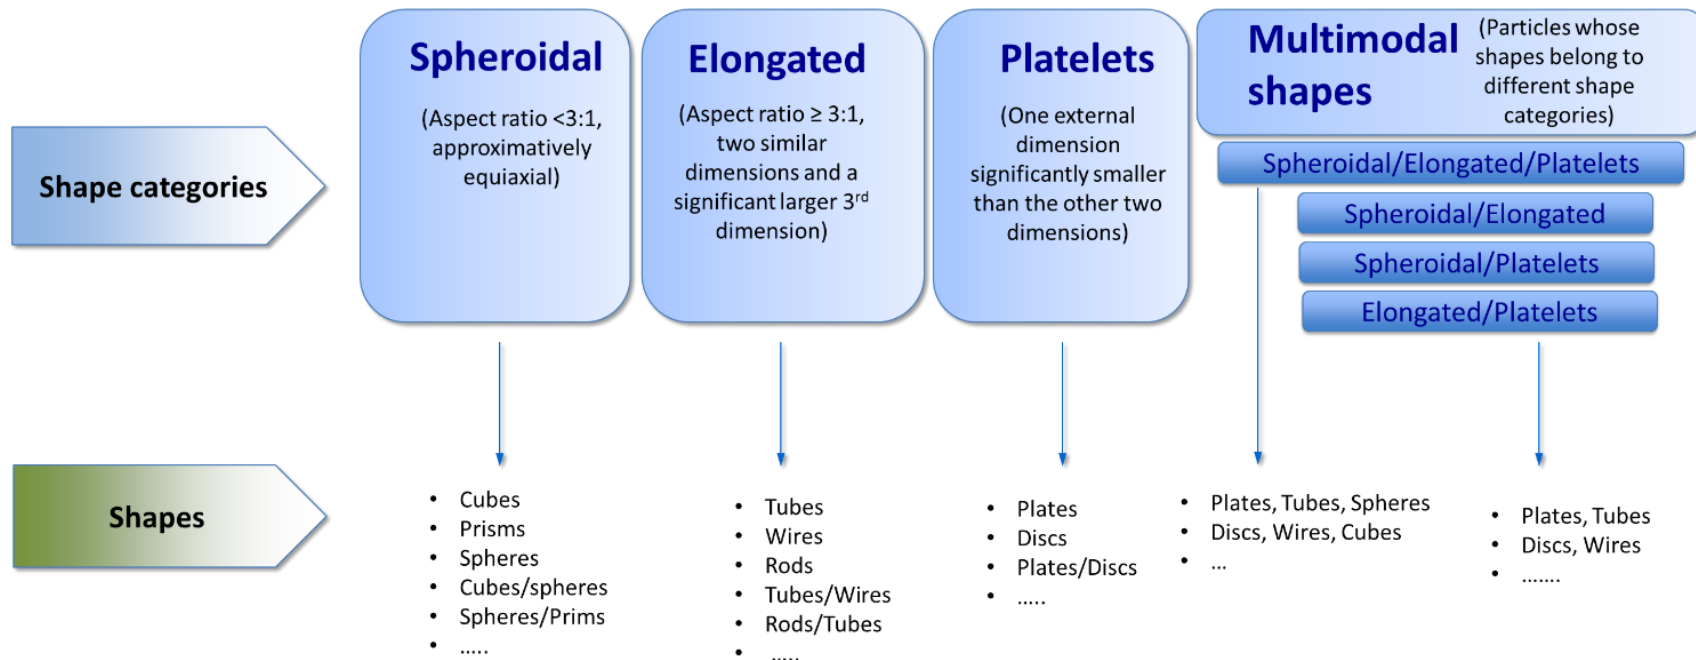 Shape categories
Spheroidal
(Aspect ratio <3:1,
approximatively
equiaxial)
Elongated
(Aspect ratio ≥ 3:1,
two similar
dimensions and a
significant larger 3rd
dimension)
Platelets
(One external
dimension
significantly smaller
than the other two
dimensions)
Multimodal
shapes
(Particles whose
shapes belong to
different shape
categories)
Spheroidal/Elongated/Platelets
Spheroidal/Elongated
Spheroidal/Platelets
Elongated/Platelets
Shapes
• Cubes
• Prisms
• Spheres
• Cubes/spheres
• Spheres/Prims
• .....
• Tubes
• Wires
• Rods
• Tubes/Wires
• Rods/Tubes
• .....
• Plates
• Discs
• Plates/Discs
• .....
• Plates, Tubes, Spheres
• Discs, Wires, Cubes
• ...
• Plates, Tubes
• Discs, Wires
• .......